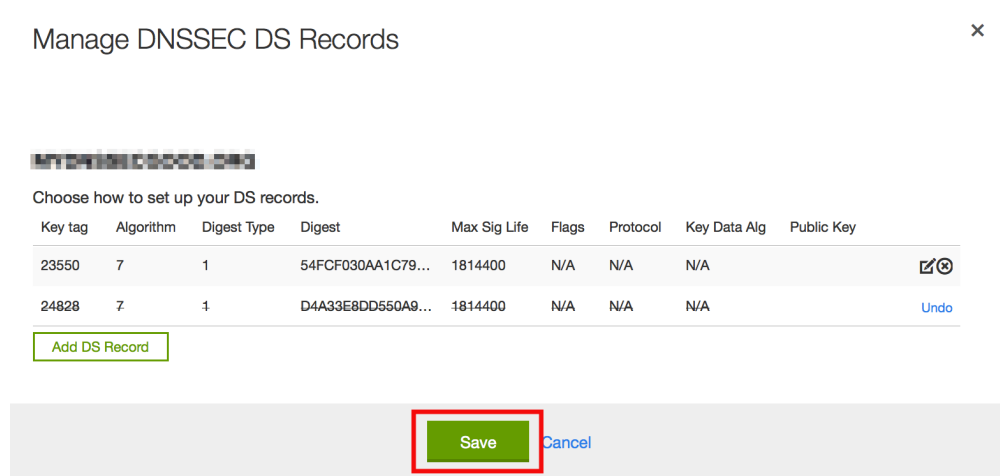 Manage DNSSEC DS Records
Choose how to set up your DS records.
Key tag Algorithm Digest Type Digest Max Sig Life Flags Protocol Key Data Alg Public Key
23550 7 1 54FCF030AA1C79... 1814400 N/A N/A N/A
24828 7 1 D4A33E8DD550A9... 1814400 N/A N/A N/A Undo
Add DS Record
Save Cancel